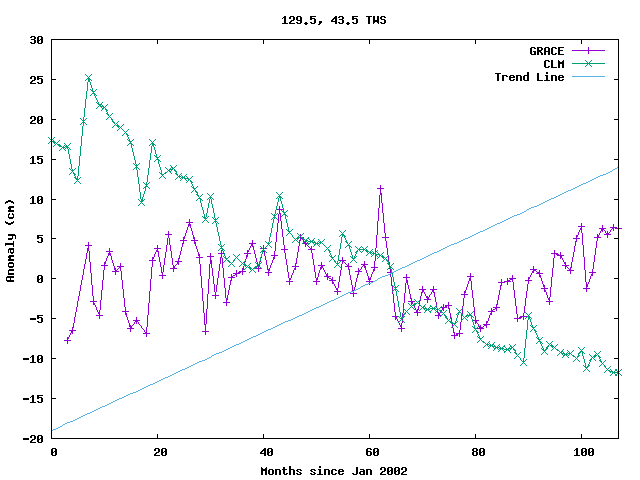 129.5, 43.5 TWS
GRACE
CLM
Trend Line
30
25
20
15
10
5
0
-5
-10
-15
-20
Anomaly (cm)
0 20 40 60 80 100
Months since Jan 2002